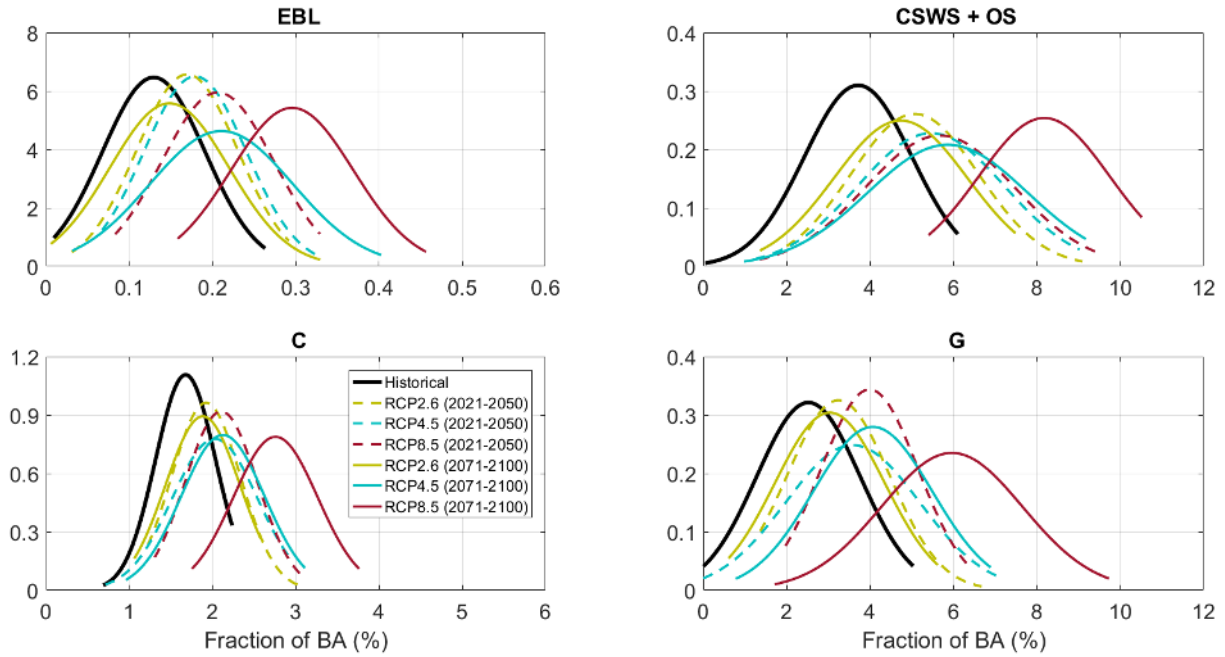 EBL
8
6
4
2
0
0 0.1 0.2 0.3 0.4 0.5 0.6
CSWS + OS
0.4
0.3
0.2
0.1
0
0 2 4 6 8 10 12
C
1.2
0.9
0.6
0.3
0
Historical
RCP2.6 (2021-2050)
RCP4.5 (2021-2050)
RCP8.5 (2021-2050)
RCP2.6 (2071-2100)
RCP4.5 (2071-2100)
RCP8.5 (2071-2100)
0 1 2 3 4 5 6
Fraction of BA (%)
G
0.4
0.3
0.2
0.1
0
0 2 4 6 8 10 12
Fraction of BA (%)